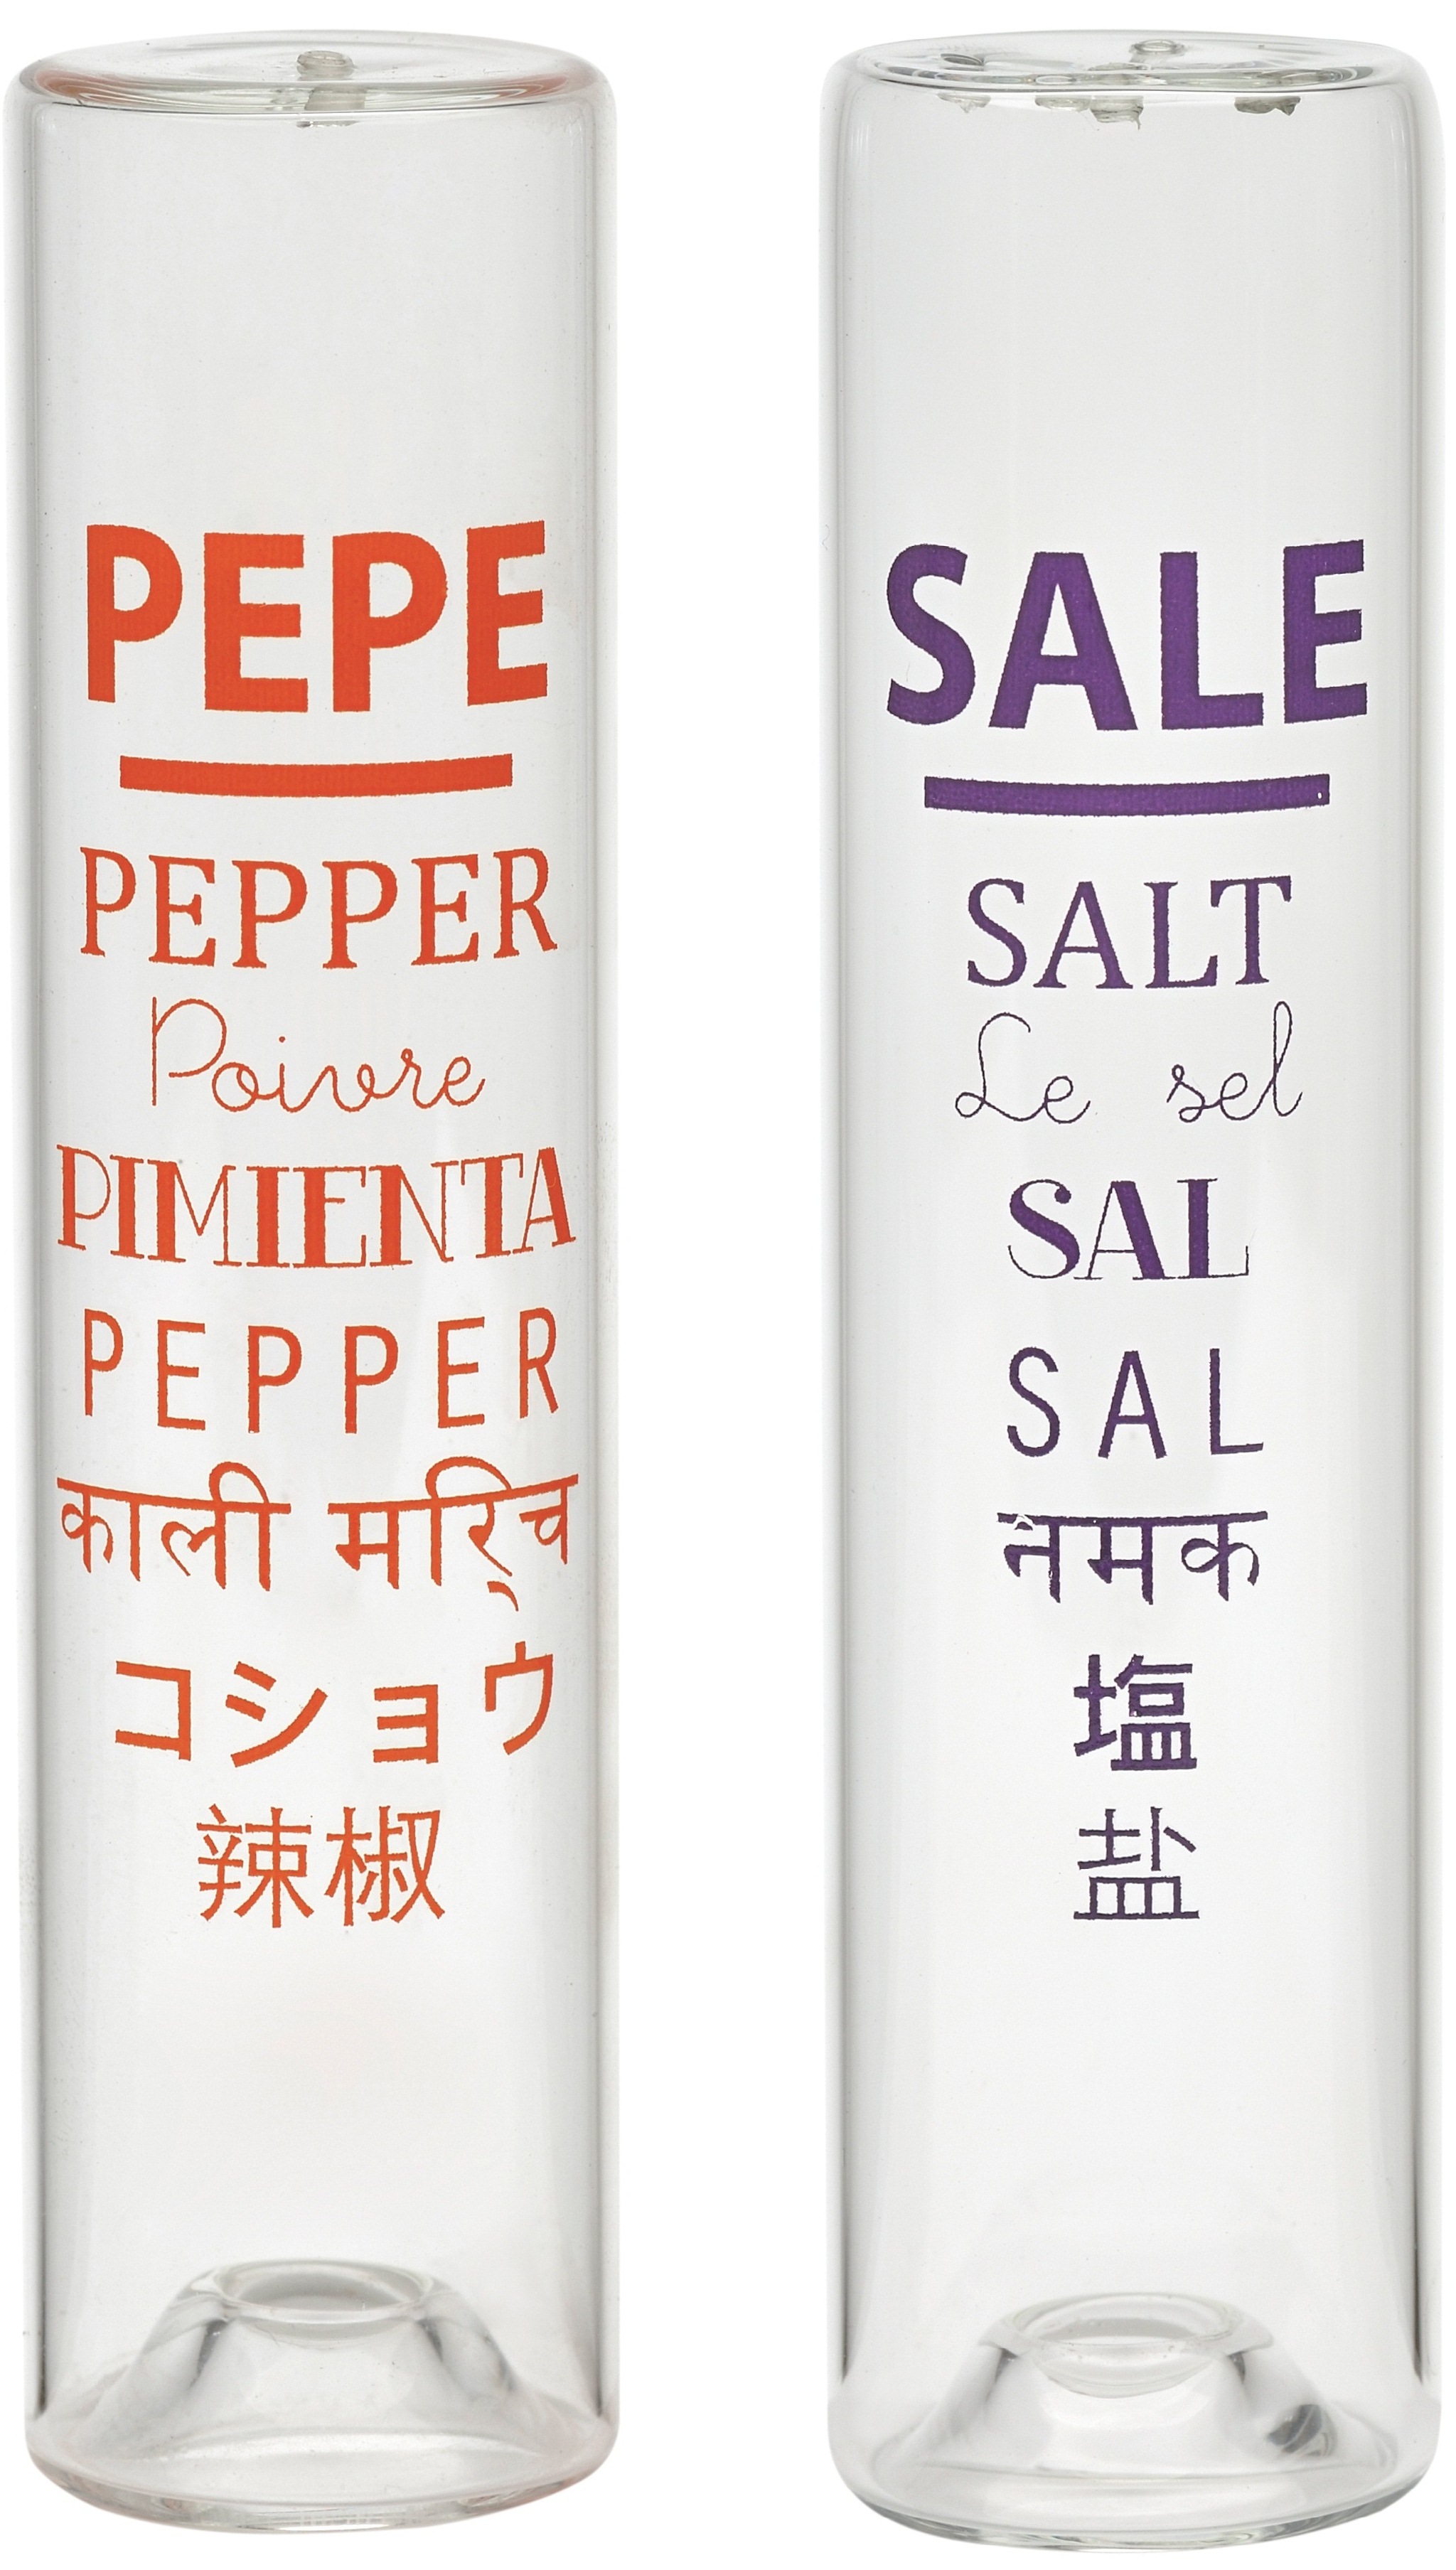 PEPE
PEPPER
Poivre
PIMIENTA
PEPPER
काली मरि्च
コショウ
辣椒
SALE
SALT
Le sel
SAL
SAL
नमक
塩
盐